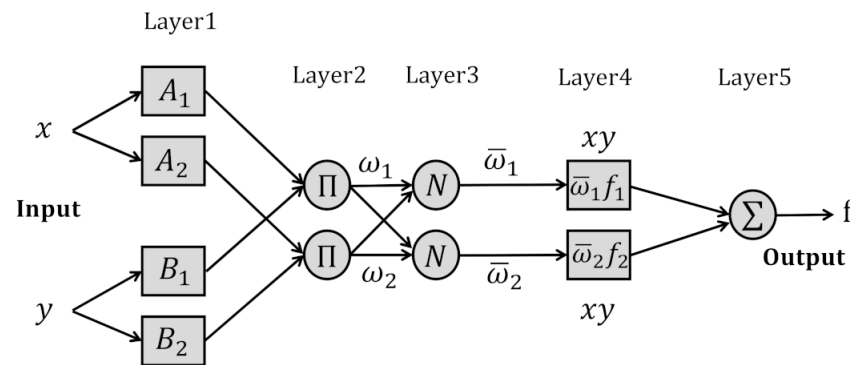 Layer1
Layer2
Layer3
Layer4
Layer5
A₁
x
A₂
xy
Π
ω₁
N
ω̅₁
ω̅₁f₁
Input
Σ
f
B₁
Π
ω₂
N
ω̅₂
ω̅₂f₂
Output
y
B₂
xy